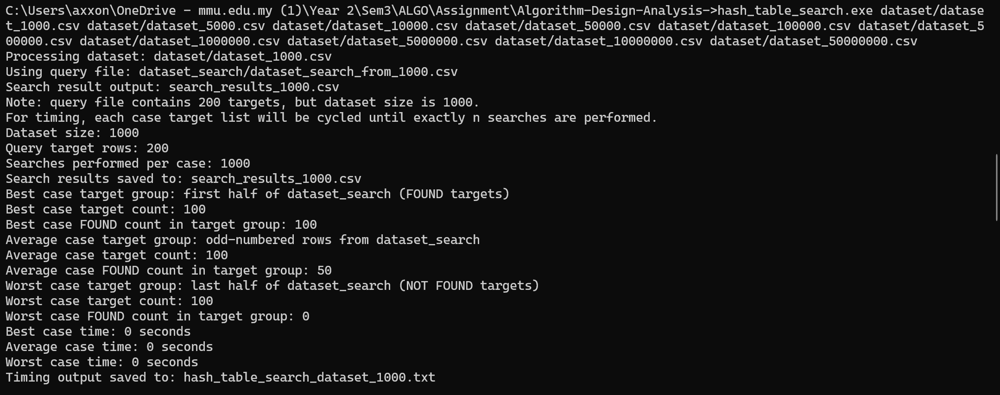 C:\Users\axxon\OneDrive - mmu.edu.my (1)\Year 2\Sem3\ALGO\Assignment\Algorithm-Design-Analysis->hash_table_search.exe dataset/datase
t_1000.csv dataset/dataset_5000.csv dataset/dataset_10000.csv dataset/dataset_50000.csv dataset/dataset_100000.csv dataset/dataset_5
00000.csv dataset/dataset_1000000.csv dataset/dataset_5000000.csv dataset/dataset_10000000.csv dataset/dataset_50000000.csv
Processing dataset: dataset/dataset_1000.csv
Using query file: dataset_search/dataset_search_from_1000.csv
Search result output: search_results_1000.csv
Note: query file contains 200 targets, but dataset size is 1000.
For timing, each case target list will be cycled until exactly n searches are performed.
Dataset size: 1000
Query target rows: 200
Searches performed per case: 1000
Search results saved to: search_results_1000.csv
Best case target group: first half of dataset_search (FOUND targets)
Best case target count: 100
Best case FOUND count in target group: 100
Average case target group: odd-numbered rows from dataset_search
Average case target count: 100
Average case FOUND count in target group: 50
Worst case target group: last half of dataset_search (NOT FOUND targets)
Worst case target count: 100
Worst case FOUND count in target group: 0
Best case time: 0 seconds
Average case time: 0 seconds
Worst case time: 0 seconds
Timing output saved to: hash_table_search_dataset_1000.txt